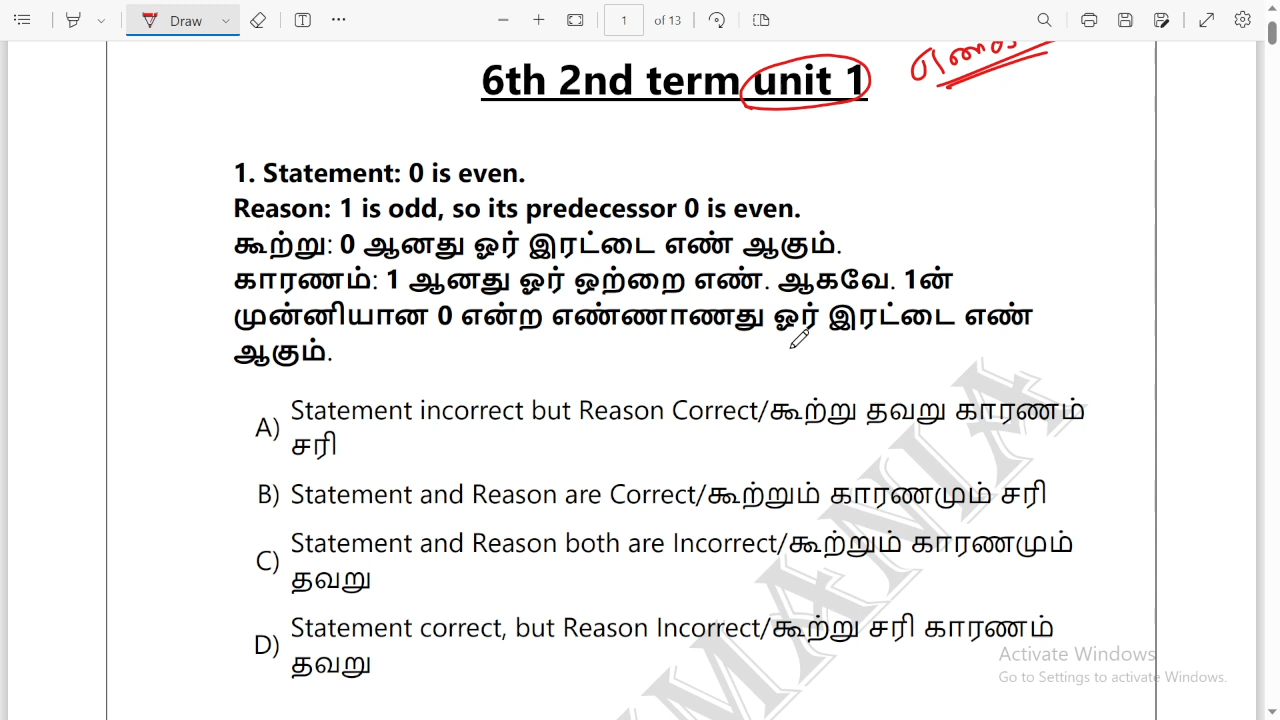 Draw
1 of 13
6th 2nd term unit 1
எண்கள்
1. Statement: 0 is even.
Reason: 1 is odd, so its predecessor 0 is even.
கூற்று: 0 ஆனது ஓர் இரட்டை எண் ஆகும்.
காரணம்: 1 ஆனது ஓர் ஒற்றை எண். ஆகவே. 1ன்
முன்னியான 0 என்ற எண்ணாணது ஓர் இரட்டை எண்
ஆகும்.
A) Statement incorrect but Reason Correct/கூற்று தவறு காரணம்
சரி
B) Statement and Reason are Correct/கூற்றும் காரணமும் சரி
C) Statement and Reason both are Incorrect/கூற்றும் காரணமும்
தவறு
D) Statement correct, but Reason Incorrect/கூற்று சரி காரணம்
தவறு
Activate Windows
Go to Settings to activate Windows.